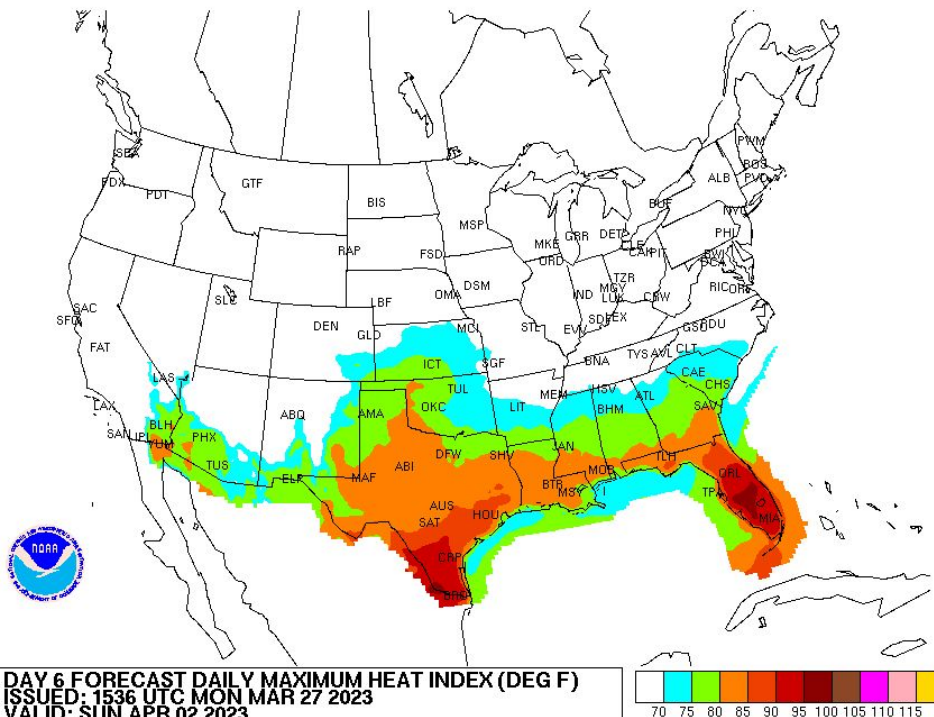 PWM
SEA
BOS
PDX
GTF
ALB
PVD
PDT
BIS
BUF
NYC
MSP
GRR
DET
PHL
MKE
CLE
RAP
FSD
ORD
CAK
PIT
BWI
DCA
TZR
DSM
MGY
RIC
ORF
SLC
OMA
IND
LUK
CRW
LBF
SAC
SFO
DEN
MCI
STL
EVV
SDF
LEX
GSO
RDU
GLD
FAT
SGF
BNA
TYS
AVL
CLT
ICT
LAS
TUL
MEM
HSV
ATL
CAE
CHS
LAX
ABQ
AMA
OKC
LIT
BHM
SAV
SAN
IPL
BLH
YUM
PHX
JAN
DFW
SHV
TUS
ABI
MOB
TLH
ELP
MAF
BTR
MSY
ORL
TPA
AUS
HOU
SAT
MIA
NOAA
CRP
BRO
DAY 6 FORECAST DAILY MAXIMUM HEAT INDEX (DEG F)
ISSUED: 1536 UTC MON MAR 27 2023
VALID: SUN APR 02 2023
70 75 80 85 90 95 100 105 110 115